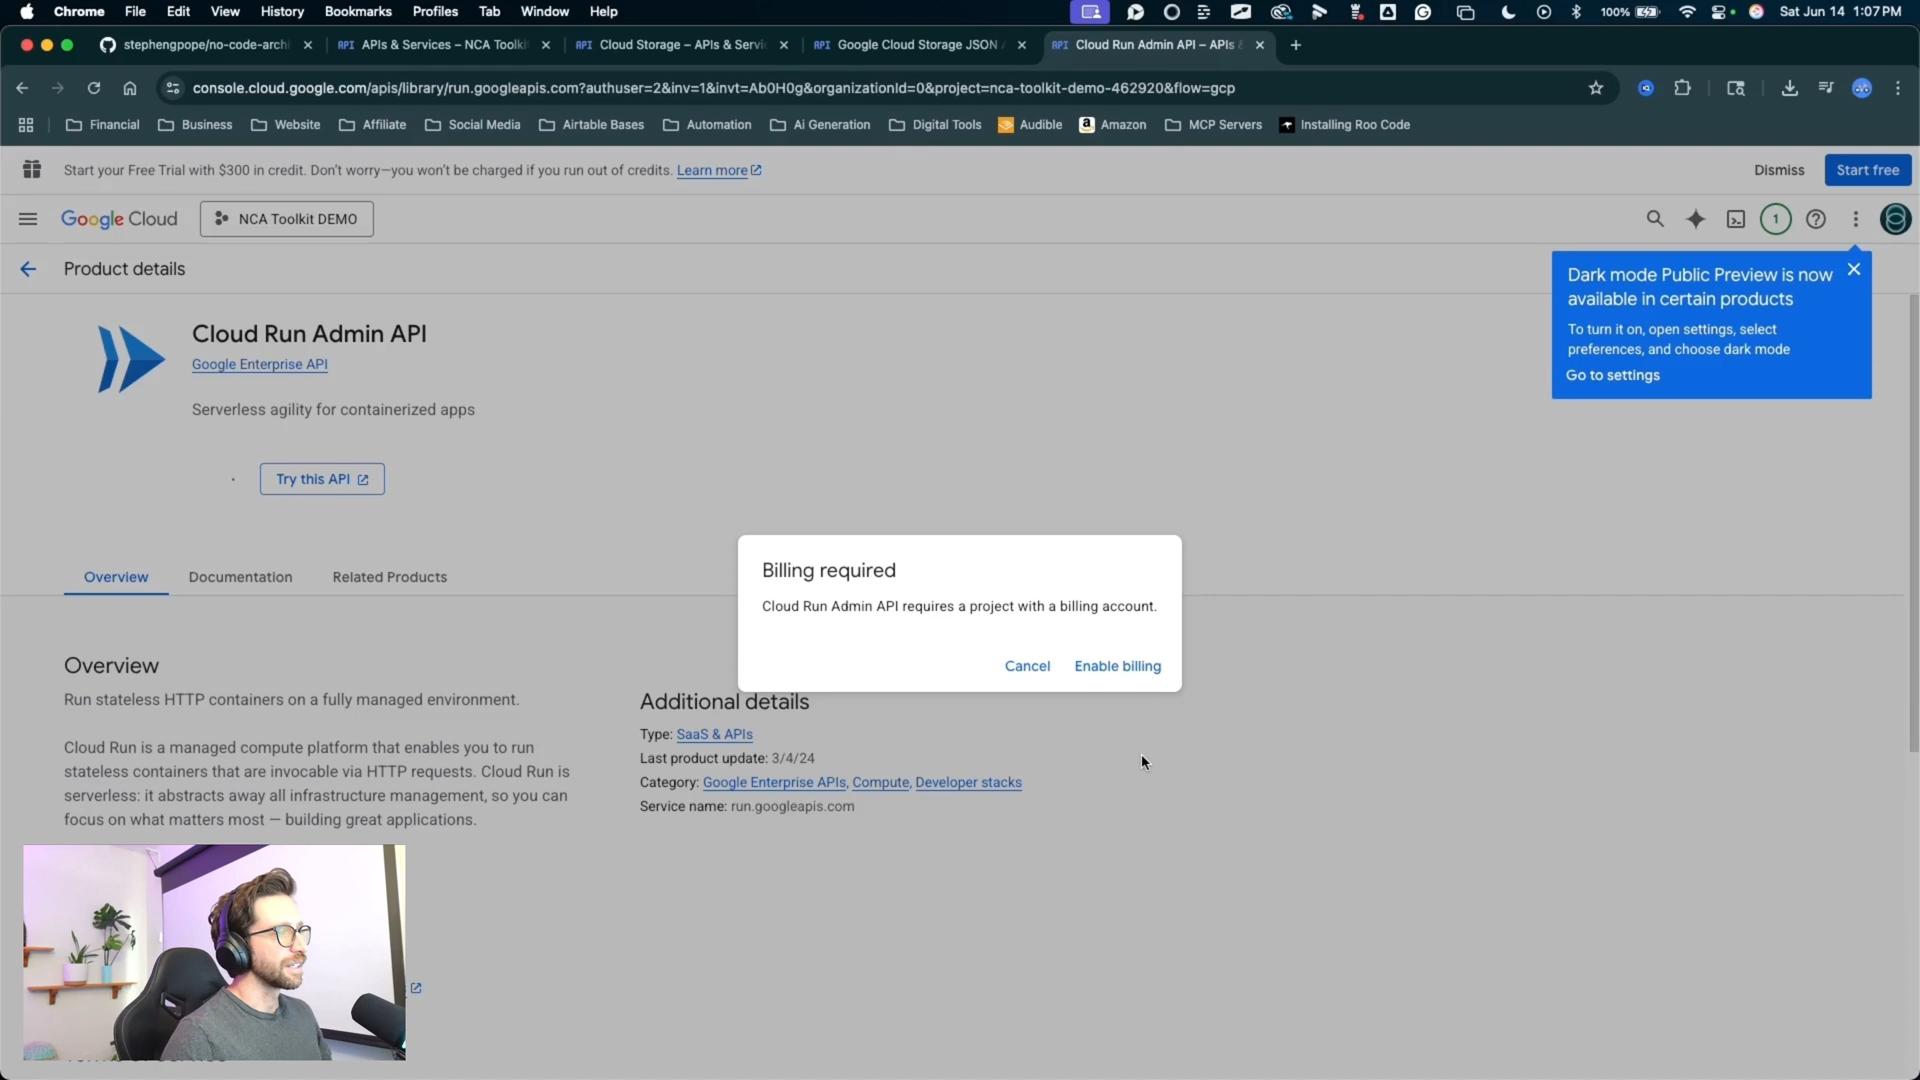 Chrome File Edit View History Bookmarks Profiles Tab Window Help 100% Sat Jun 14 1:07 PM
stephengpope/no-code-archi API APIs & Services – NCA Toolki API Cloud Storage – APIs & Servi API Google Cloud Storage JSON API Cloud Run Admin API – APIs &
console.cloud.google.com/apis/library/run.googleapis.com?authuser=2&inv=1&invt=Ab0H0g&organizationId=0&project=nca-toolkit-demo-462920&flow=gcp
Financial Business Website Affiliate Social Media Airtable Bases Automation Ai Generation Digital Tools Audible Amazon MCP Servers Installing Roo Code
Start your Free Trial with $300 in credit. Don't worry—you won't be charged if you run out of credits. Learn more Dismiss Start free
Google Cloud NCA Toolkit DEMO 1
Product details
Dark mode Public Preview is now
available in certain products
To turn it on, open settings, select
preferences, and choose dark mode
Go to settings
Cloud Run Admin API
Google Enterprise API
Serverless agility for containerized apps
Try this API
Overview Documentation Related Products
Billing required
Cloud Run Admin API requires a project with a billing account.
Cancel Enable billing
Overview
Run stateless HTTP containers on a fully managed environment.
Cloud Run is a managed compute platform that enables you to run
stateless containers that are invocable via HTTP requests. Cloud Run is
serverless: it abstracts away all infrastructure management, so you can
focus on what matters most — building great applications.
Additional details
Type: SaaS & APIs
Last product update: 3/4/24
Category: Google Enterprise APIs, Compute, Developer stacks
Service name: run.googleapis.com